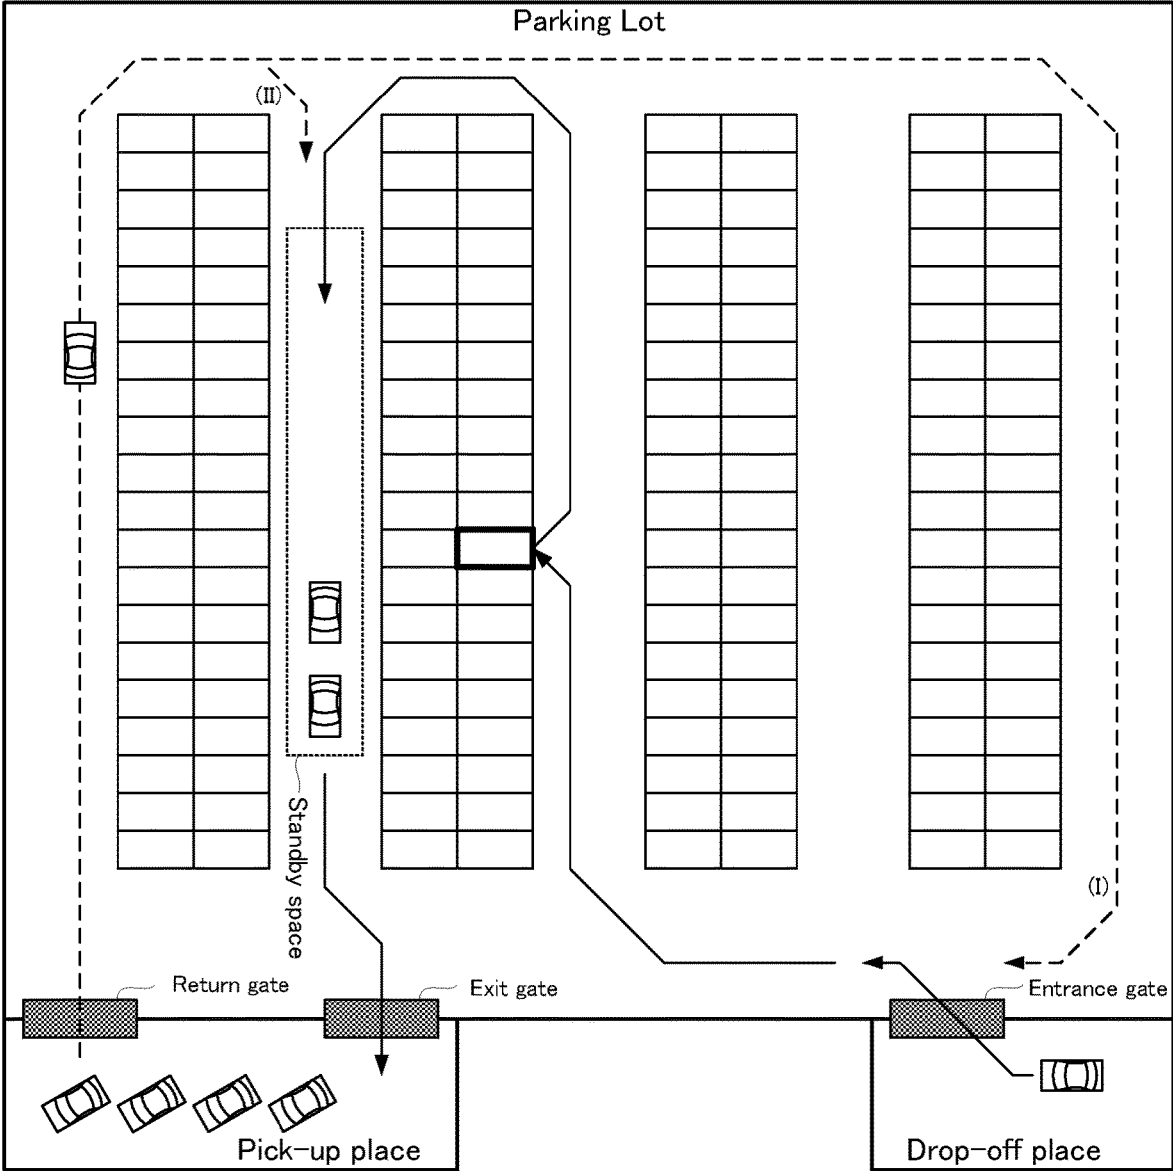 Parking Lot
(II)
Standby space
(I)
Return gate
Exit gate
Entrance gate
Pick-up place
Drop-off place